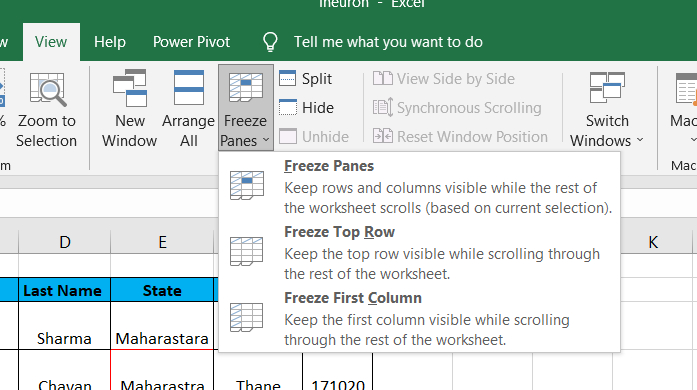 Ineuron - Excel
w View Help Power Pivot Tell me what you want to do
% Zoom to Selection
New Window
Arrange All
Freeze Panes
Split
Hide
Unhide
View Side by Side
Synchronous Scrolling
Reset Window Position
Switch Windows
Mac
m
Mac
Freeze Panes
Keep rows and columns visible while the rest of
the worksheet scrolls (based on current selection).
Freeze Top Row
Keep the top row visible while scrolling through
the rest of the worksheet.
Freeze First Column
Keep the first column visible while scrolling
through the rest of the worksheet.
D E K
Last Name State
Sharma Maharastara
Chavan Maharastra Thane 171020